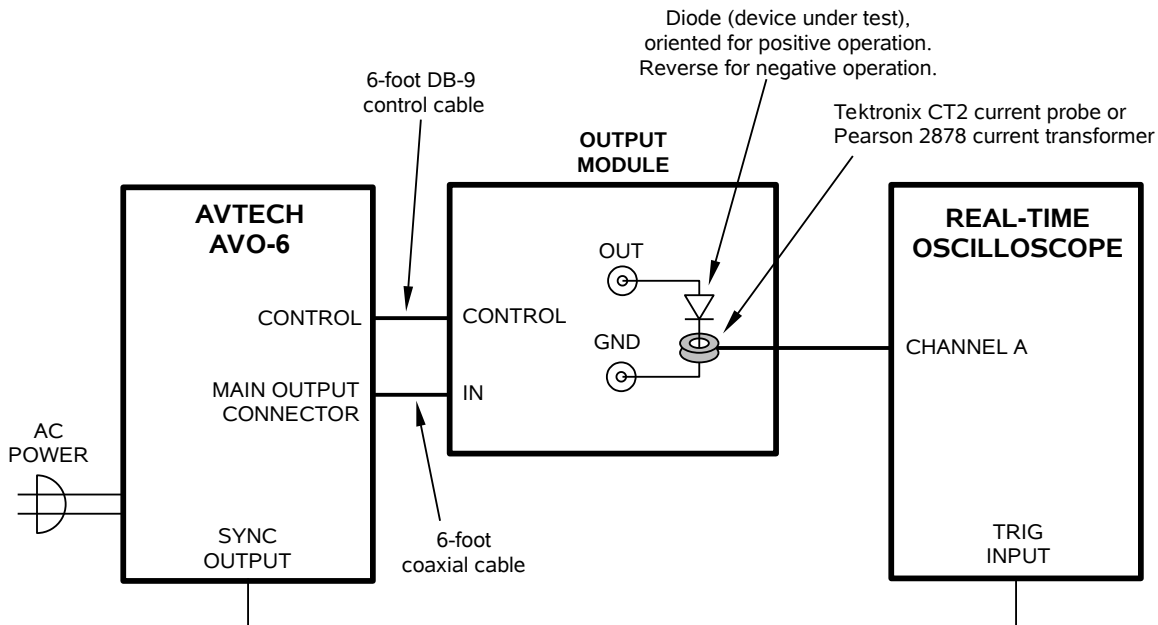 Diode (device under test),
oriented for positive operation.
Reverse for negative operation.
6-foot DB-9
control cable
Tektronix CT2 current probe or
Pearson 2878 current transformer
OUTPUT
MODULE
AVTECH
AVO-6
REAL-TIME
OSCILLOSCOPE
OUT
CONTROL
CONTROL
GND
CHANNEL A
MAIN OUTPUT
CONNECTOR
IN
AC
POWER
SYNC
OUTPUT
6-foot
coaxial cable
TRIG
INPUT